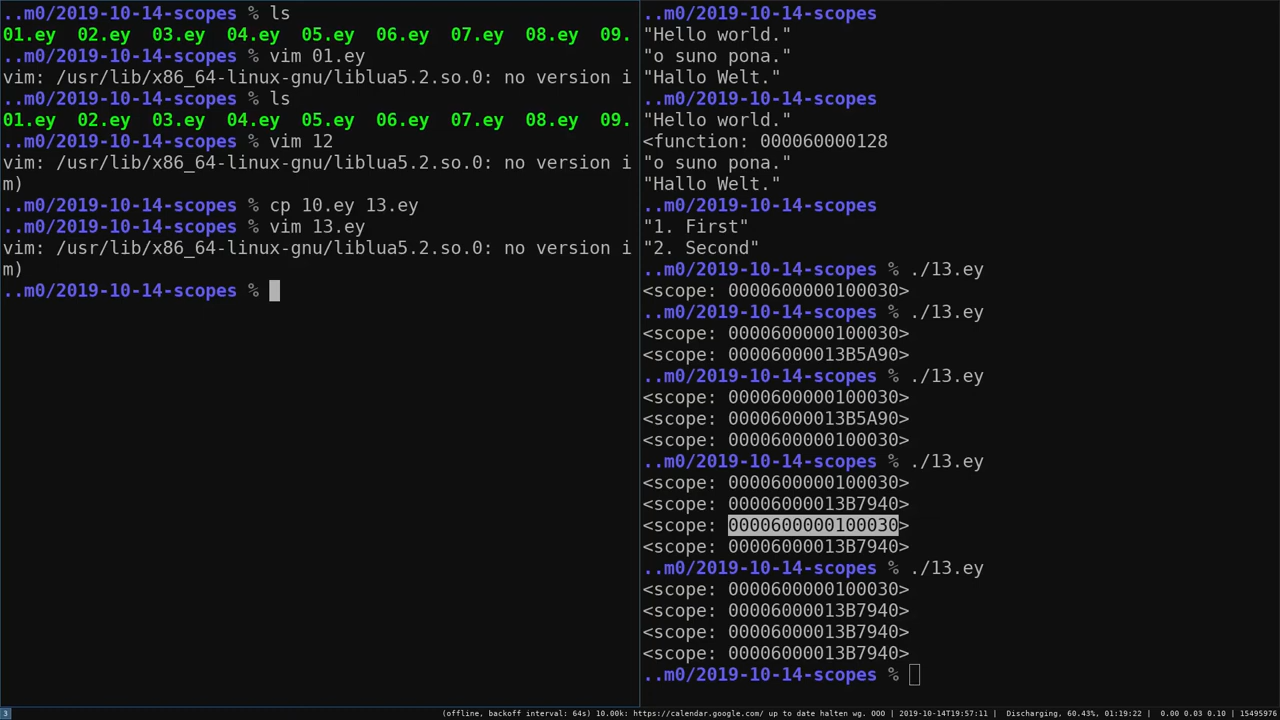 ..m0/2019-10-14-scopes % ls
01.ey  02.ey  03.ey  04.ey  05.ey  06.ey  07.ey  08.ey  09.
..m0/2019-10-14-scopes % vim 01.ey
vim: /usr/lib/x86_64-linux-gnu/liblua5.2.so.0: no version i
..m0/2019-10-14-scopes % ls
01.ey  02.ey  03.ey  04.ey  05.ey  06.ey  07.ey  08.ey  09.
..m0/2019-10-14-scopes % vim 12
vim: /usr/lib/x86_64-linux-gnu/liblua5.2.so.0: no version i
m)
..m0/2019-10-14-scopes % cp 10.ey 13.ey
..m0/2019-10-14-scopes % vim 13.ey
vim: /usr/lib/x86_64-linux-gnu/liblua5.2.so.0: no version i
m)
..m0/2019-10-14-scopes %
..m0/2019-10-14-scopes
"Hello world."
"o suno pona."
"Hallo Welt."
..m0/2019-10-14-scopes
"Hello world."
<function: 000060000128
"o suno pona."
"Hallo Welt."
..m0/2019-10-14-scopes
"1. First"
"2. Second"
..m0/2019-10-14-scopes % ./13.ey
<scope: 0000600000100030>
..m0/2019-10-14-scopes % ./13.ey
<scope: 0000600000100030>
<scope: 00006000013B5A90>
..m0/2019-10-14-scopes % ./13.ey
<scope: 0000600000100030>
<scope: 00006000013B5A90>
<scope: 0000600000100030>
..m0/2019-10-14-scopes % ./13.ey
<scope: 0000600000100030>
<scope: 00006000013B7940>
<scope: 0000600000100030>
<scope: 00006000013B7940>
..m0/2019-10-14-scopes % ./13.ey
<scope: 0000600000100030>
<scope: 00006000013B7940>
<scope: 00006000013B7940>
<scope: 00006000013B7940>
..m0/2019-10-14-scopes %
3 (offline, backoff interval: 64s) 10.00k: https://calendar.google.com/ up to date halten wg. OOO | 2019-10-14T19:57:11 | Discharging, 60.43%, 01:19:22 | 0.00 0.03 0.10 | 15495976